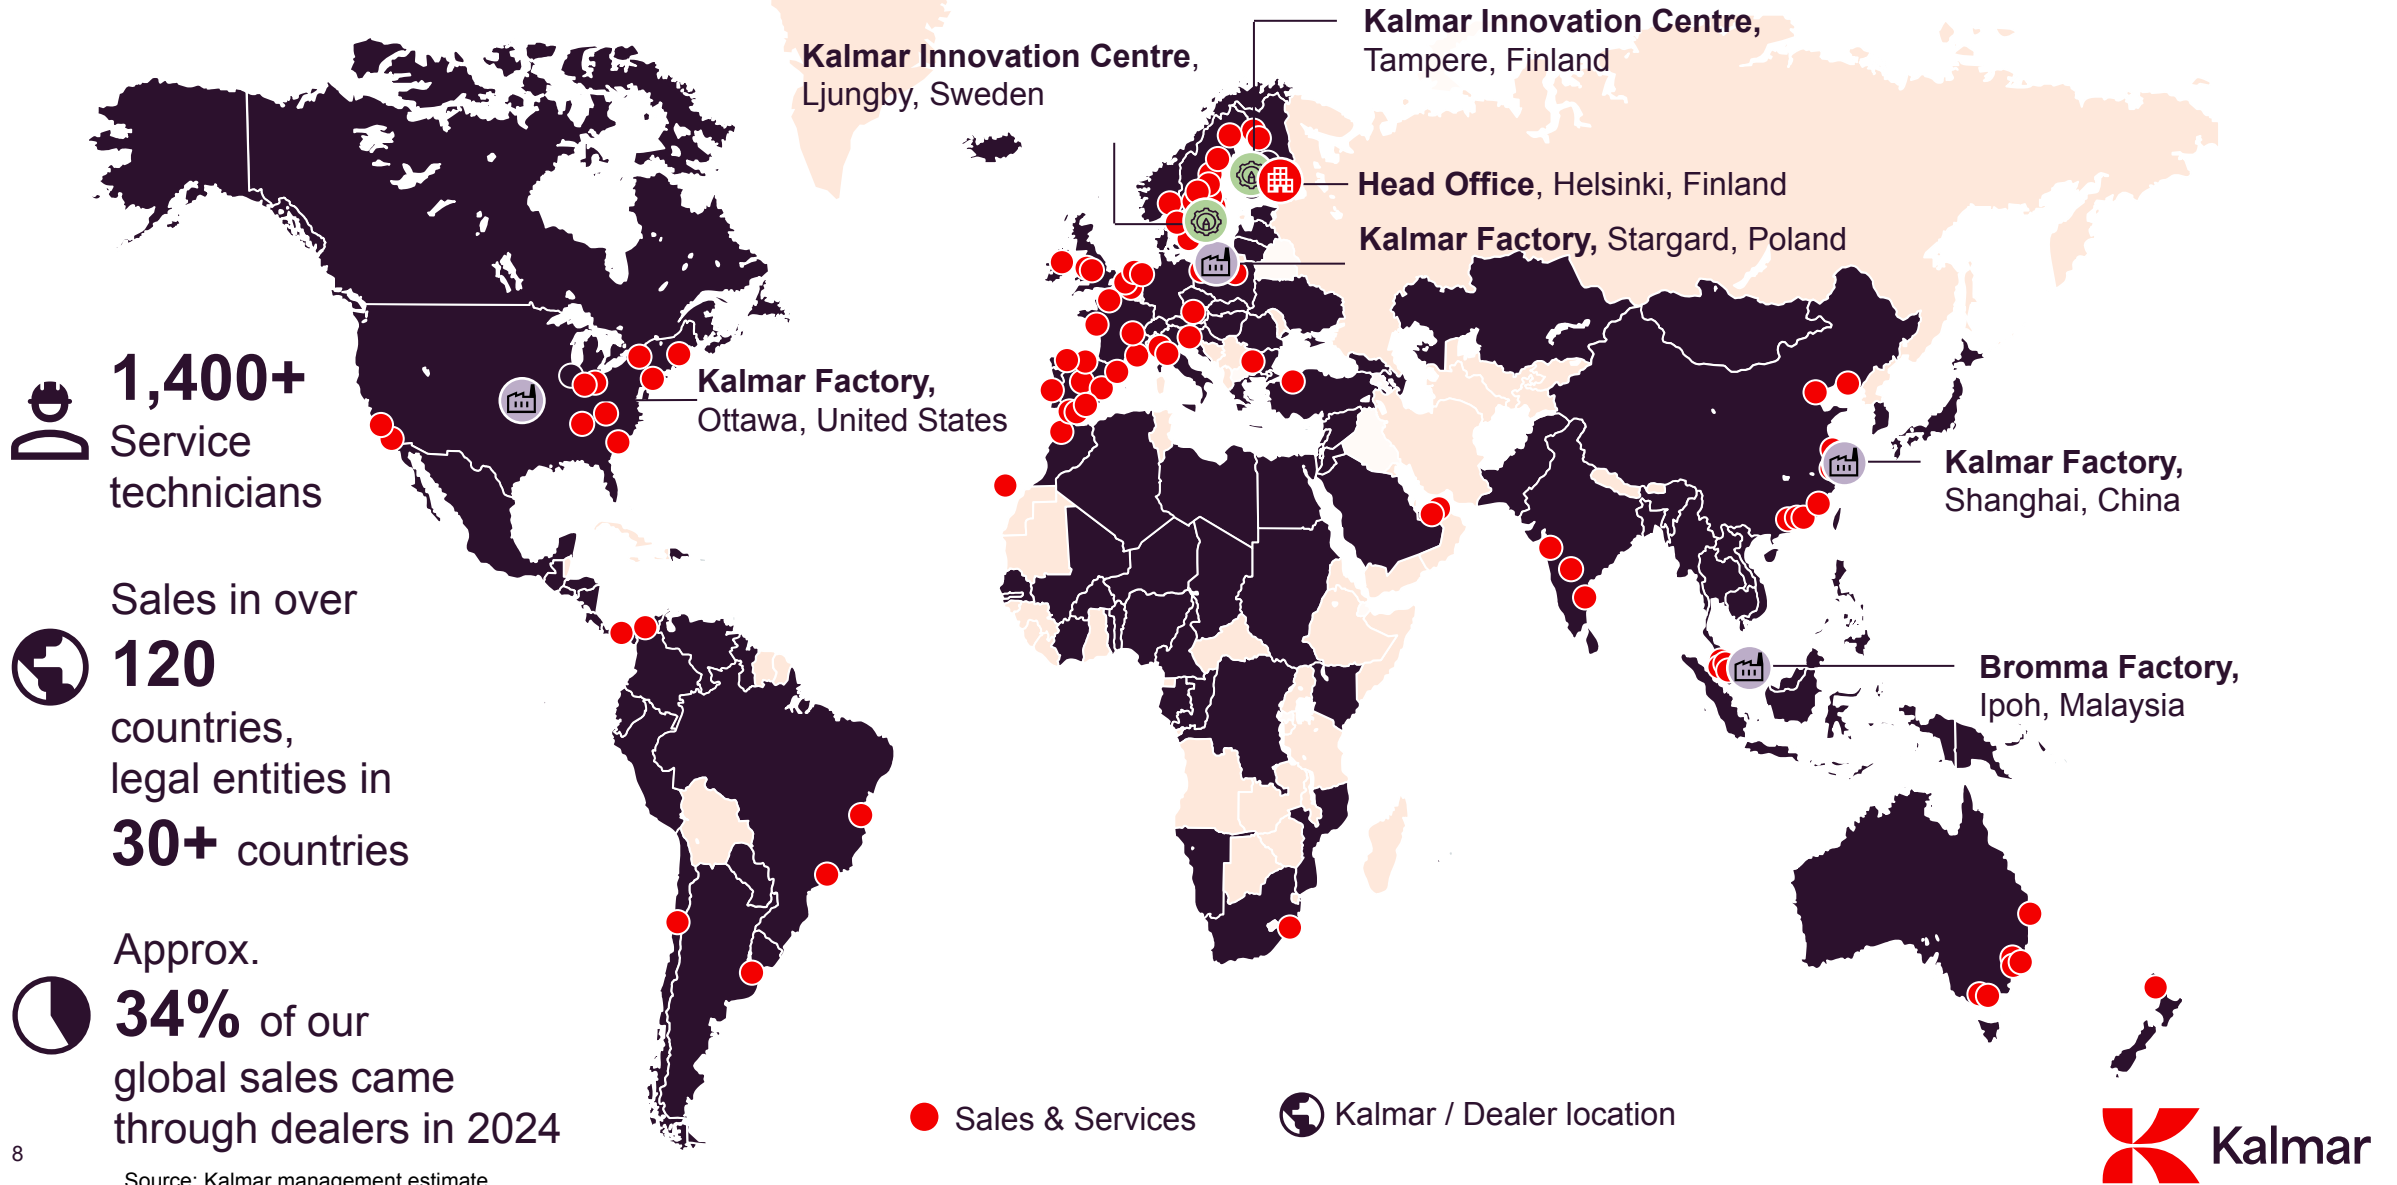 Kalmar Innovation Centre,
Tampere, Finland
Kalmar Innovation Centre,
Ljungby, Sweden
Head Office, Helsinki, Finland
Kalmar Factory, Stargard, Poland
1,400+
Service
technicians
Kalmar Factory,
Ottawa, United States
Kalmar Factory,
Shanghai, China
Sales in over
120
countries,
legal entities in
30+ countries
Bromma Factory,
Ipoh, Malaysia
Approx.
34% of our
global sales came
through dealers in 2024
Sales & Services
Kalmar / Dealer location
Kalmar
8
Source: Kalmar management estimate